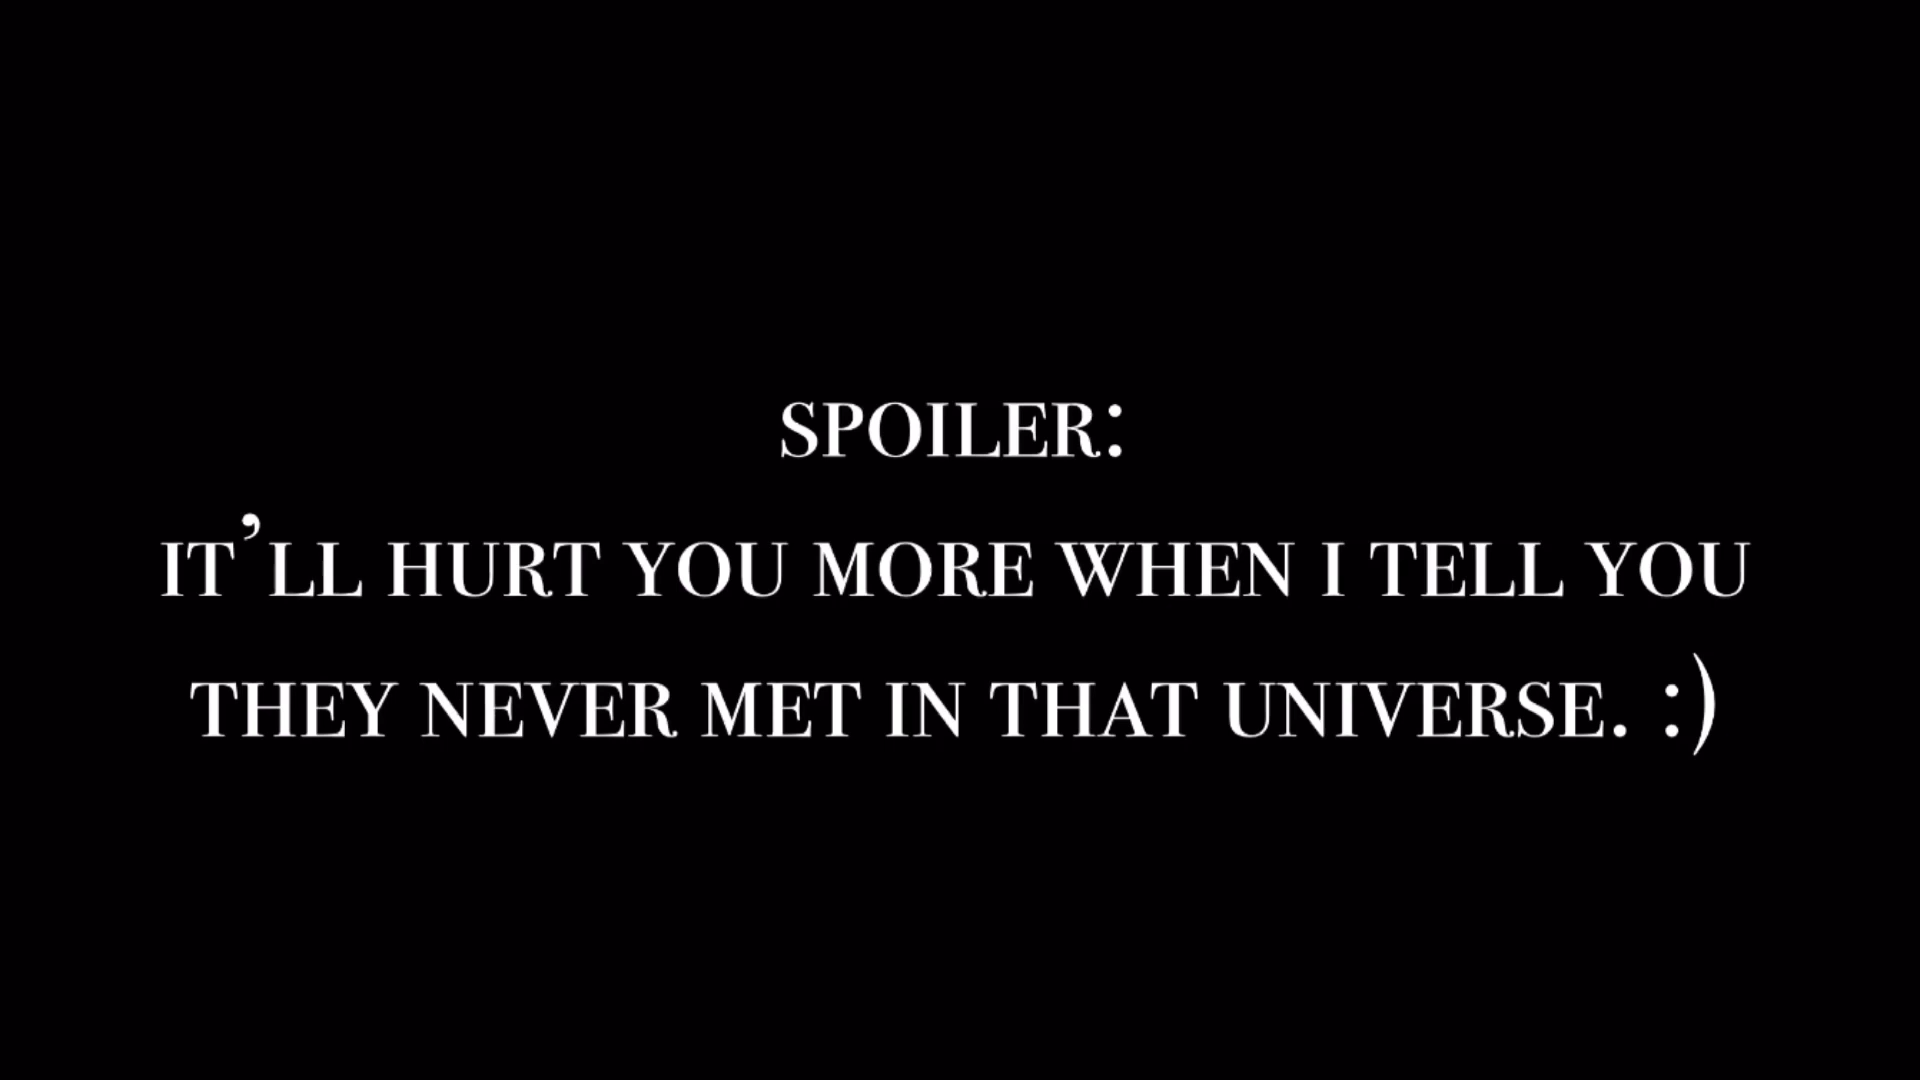 SPOILER:
IT’LL HURT YOU MORE WHEN I TELL YOU
THEY NEVER MET IN THAT UNIVERSE. :)